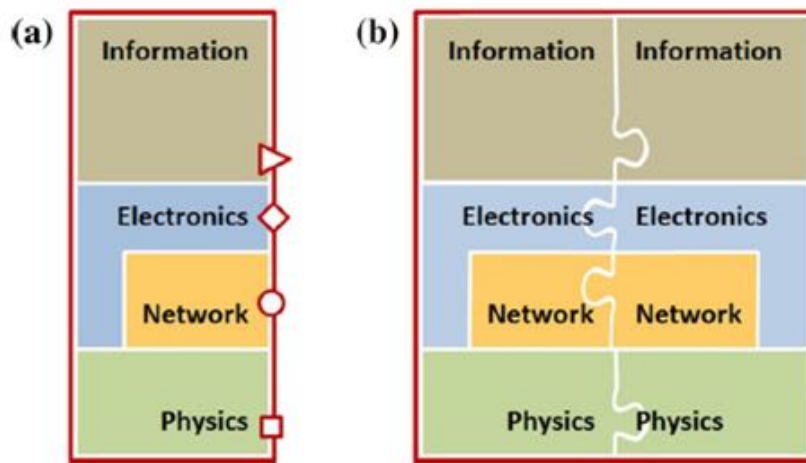 (a)
Information
Electronics
Network
Physics
(b)
Information Information
Electronics Electronics
Network Network
Physics Physics